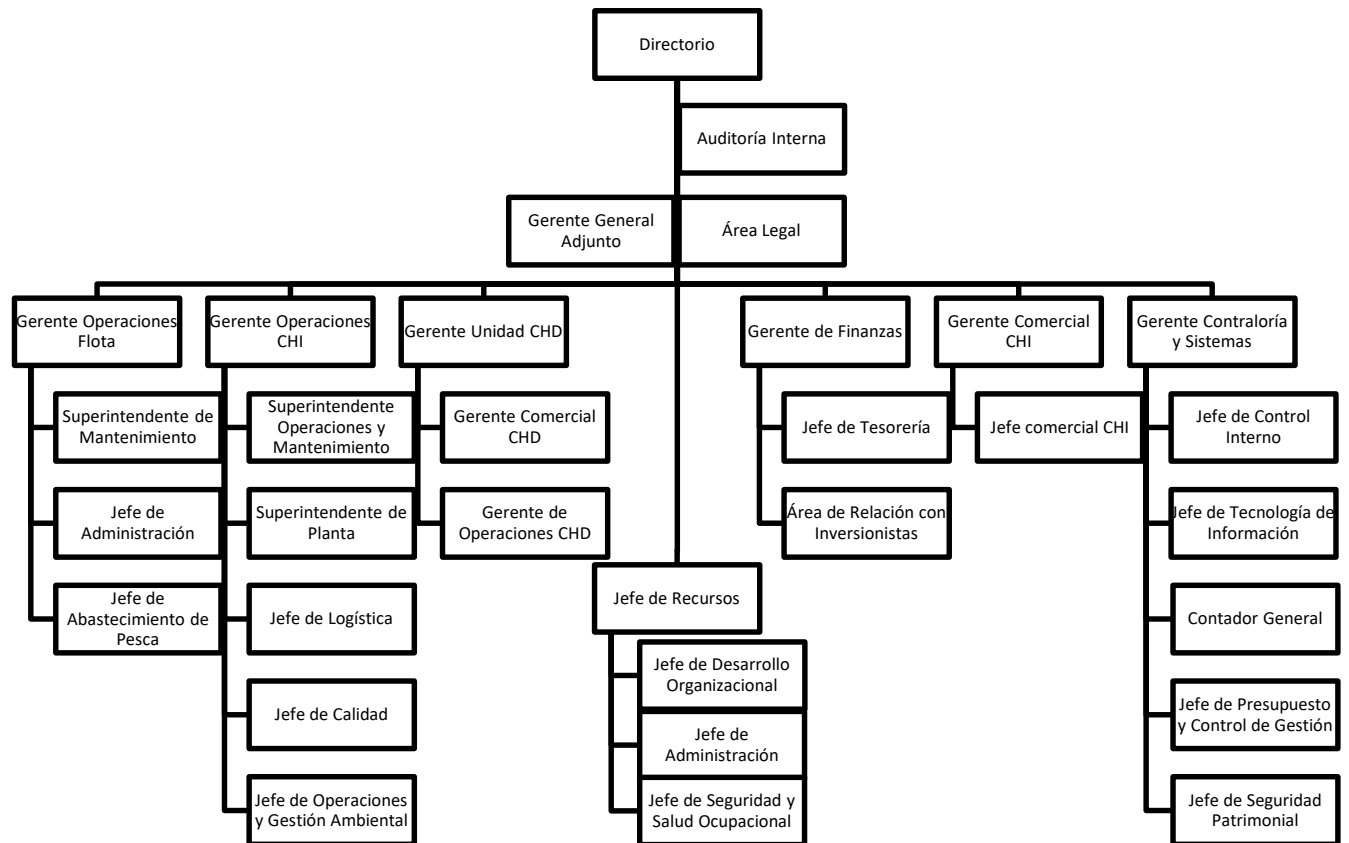 Directorio
Auditoría Interna
Gerente General
Adjunto
Área Legal
Gerente Operaciones
Flota
Gerente Operaciones
CHI
Gerente Unidad CHD
Gerente de Finanzas
Gerente Comercial
CHI
Gerente Contraloría
y Sistemas
Superintendente de
Mantenimiento
Superintendente
Operaciones y
Mantenimiento
Gerente Comercial
CHD
Jefe de Tesorería
Jefe comercial CHI
Jefe de Control
Interno
Jefe de
Administración
Superintendente de
Planta
Gerente de
Operaciones CHD
Área de Relación con
Inversionistas
Jefe de Tecnología de
Información
Jefe de
Abastecimiento de
Pesca
Jefe de Logística
Jefe de Recursos
Contador General
Jefe de Desarrollo
Organizacional
Jefe de Calidad
Jefe de
Administración
Jefe de Presupuesto
y Control de Gestión
Jefe de Operaciones
y Gestión Ambiental
Jefe de Seguridad y
Salud Ocupacional
Jefe de Seguridad
Patrimonial